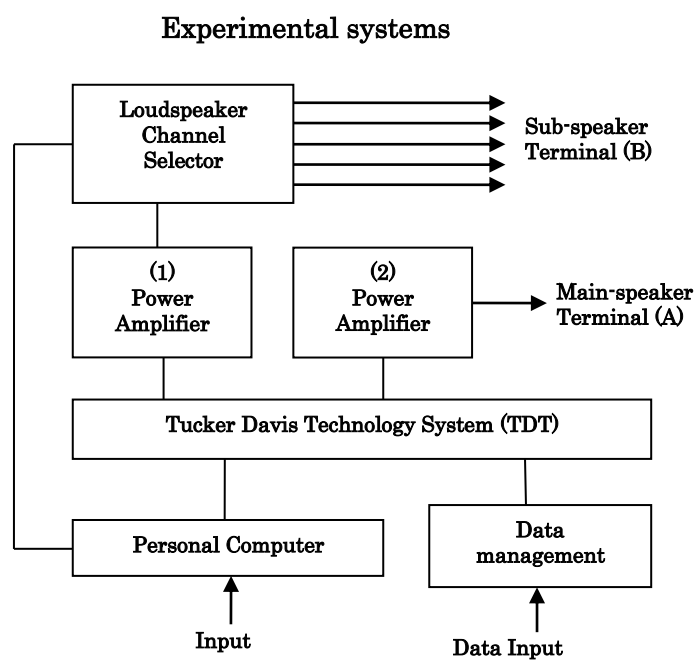 Experimental systems
Loudspeaker
Channel
Selector
Sub-speaker
Terminal (B)
(1)
Power
Amplifier
(2)
Power
Amplifier
Main-speaker
Terminal (A)
Tucker Davis Technology System (TDT)
Personal Computer
Data
management
Input
Data Input